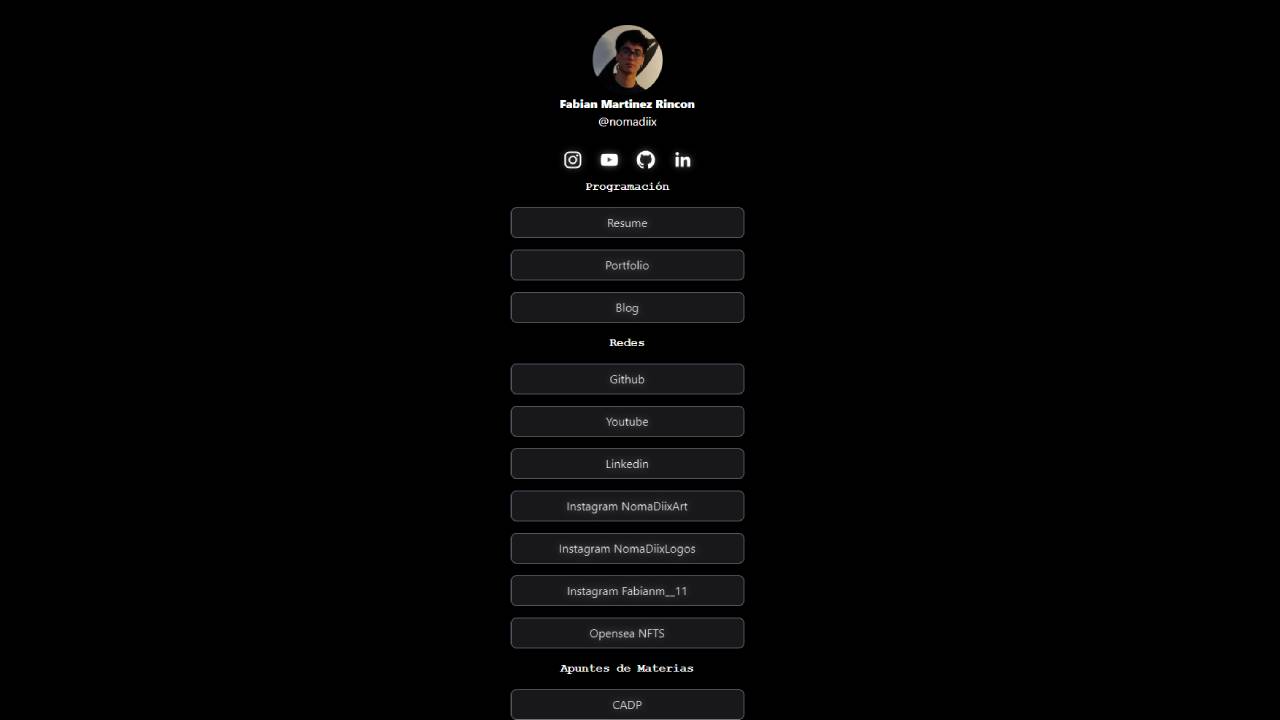 Fabian Martinez Rincon
@nomadiix
Programación
Resume
Portfolio
Blog
Redes
Github
Youtube
Linkedin
Instagram NomaDiixArt
Instagram NomaDiixLogos
Instagram Fabianm__11
Opensea NFTS
Apuntes de Materias
CADP